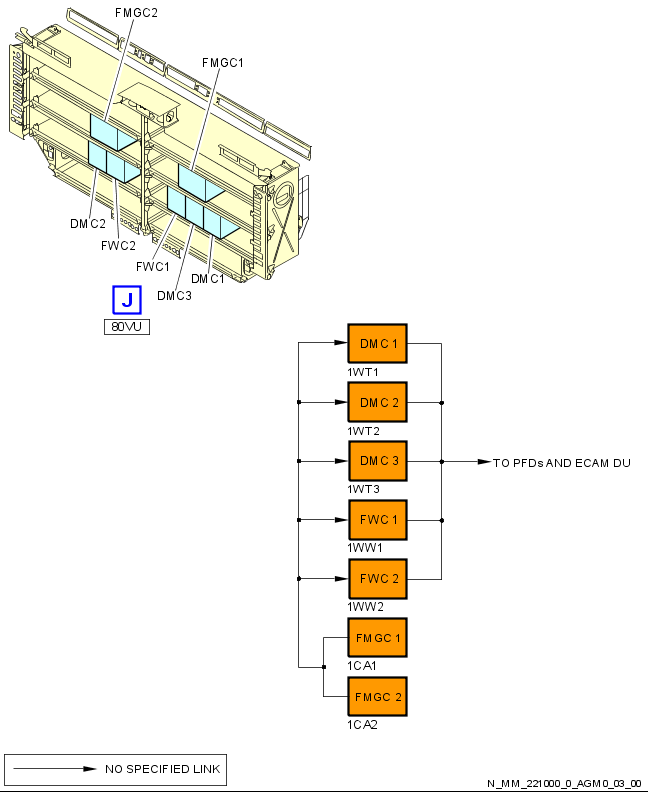 FMGC2
FMGC1
DMC2
FWC2
FWC1
DMC3
DMC1
J
80VU
DMC 1
1WT1
DMC 2
1WT2
DMC 3
1WT3
TO PFDs AND ECAM DU
FWC 1
1WW1
FWC 2
1WW2
FMGC 1
1CA1
FMGC 2
1CA2
NO SPECIFIED LINK
N_MM_221000_0_AGM0_03_00